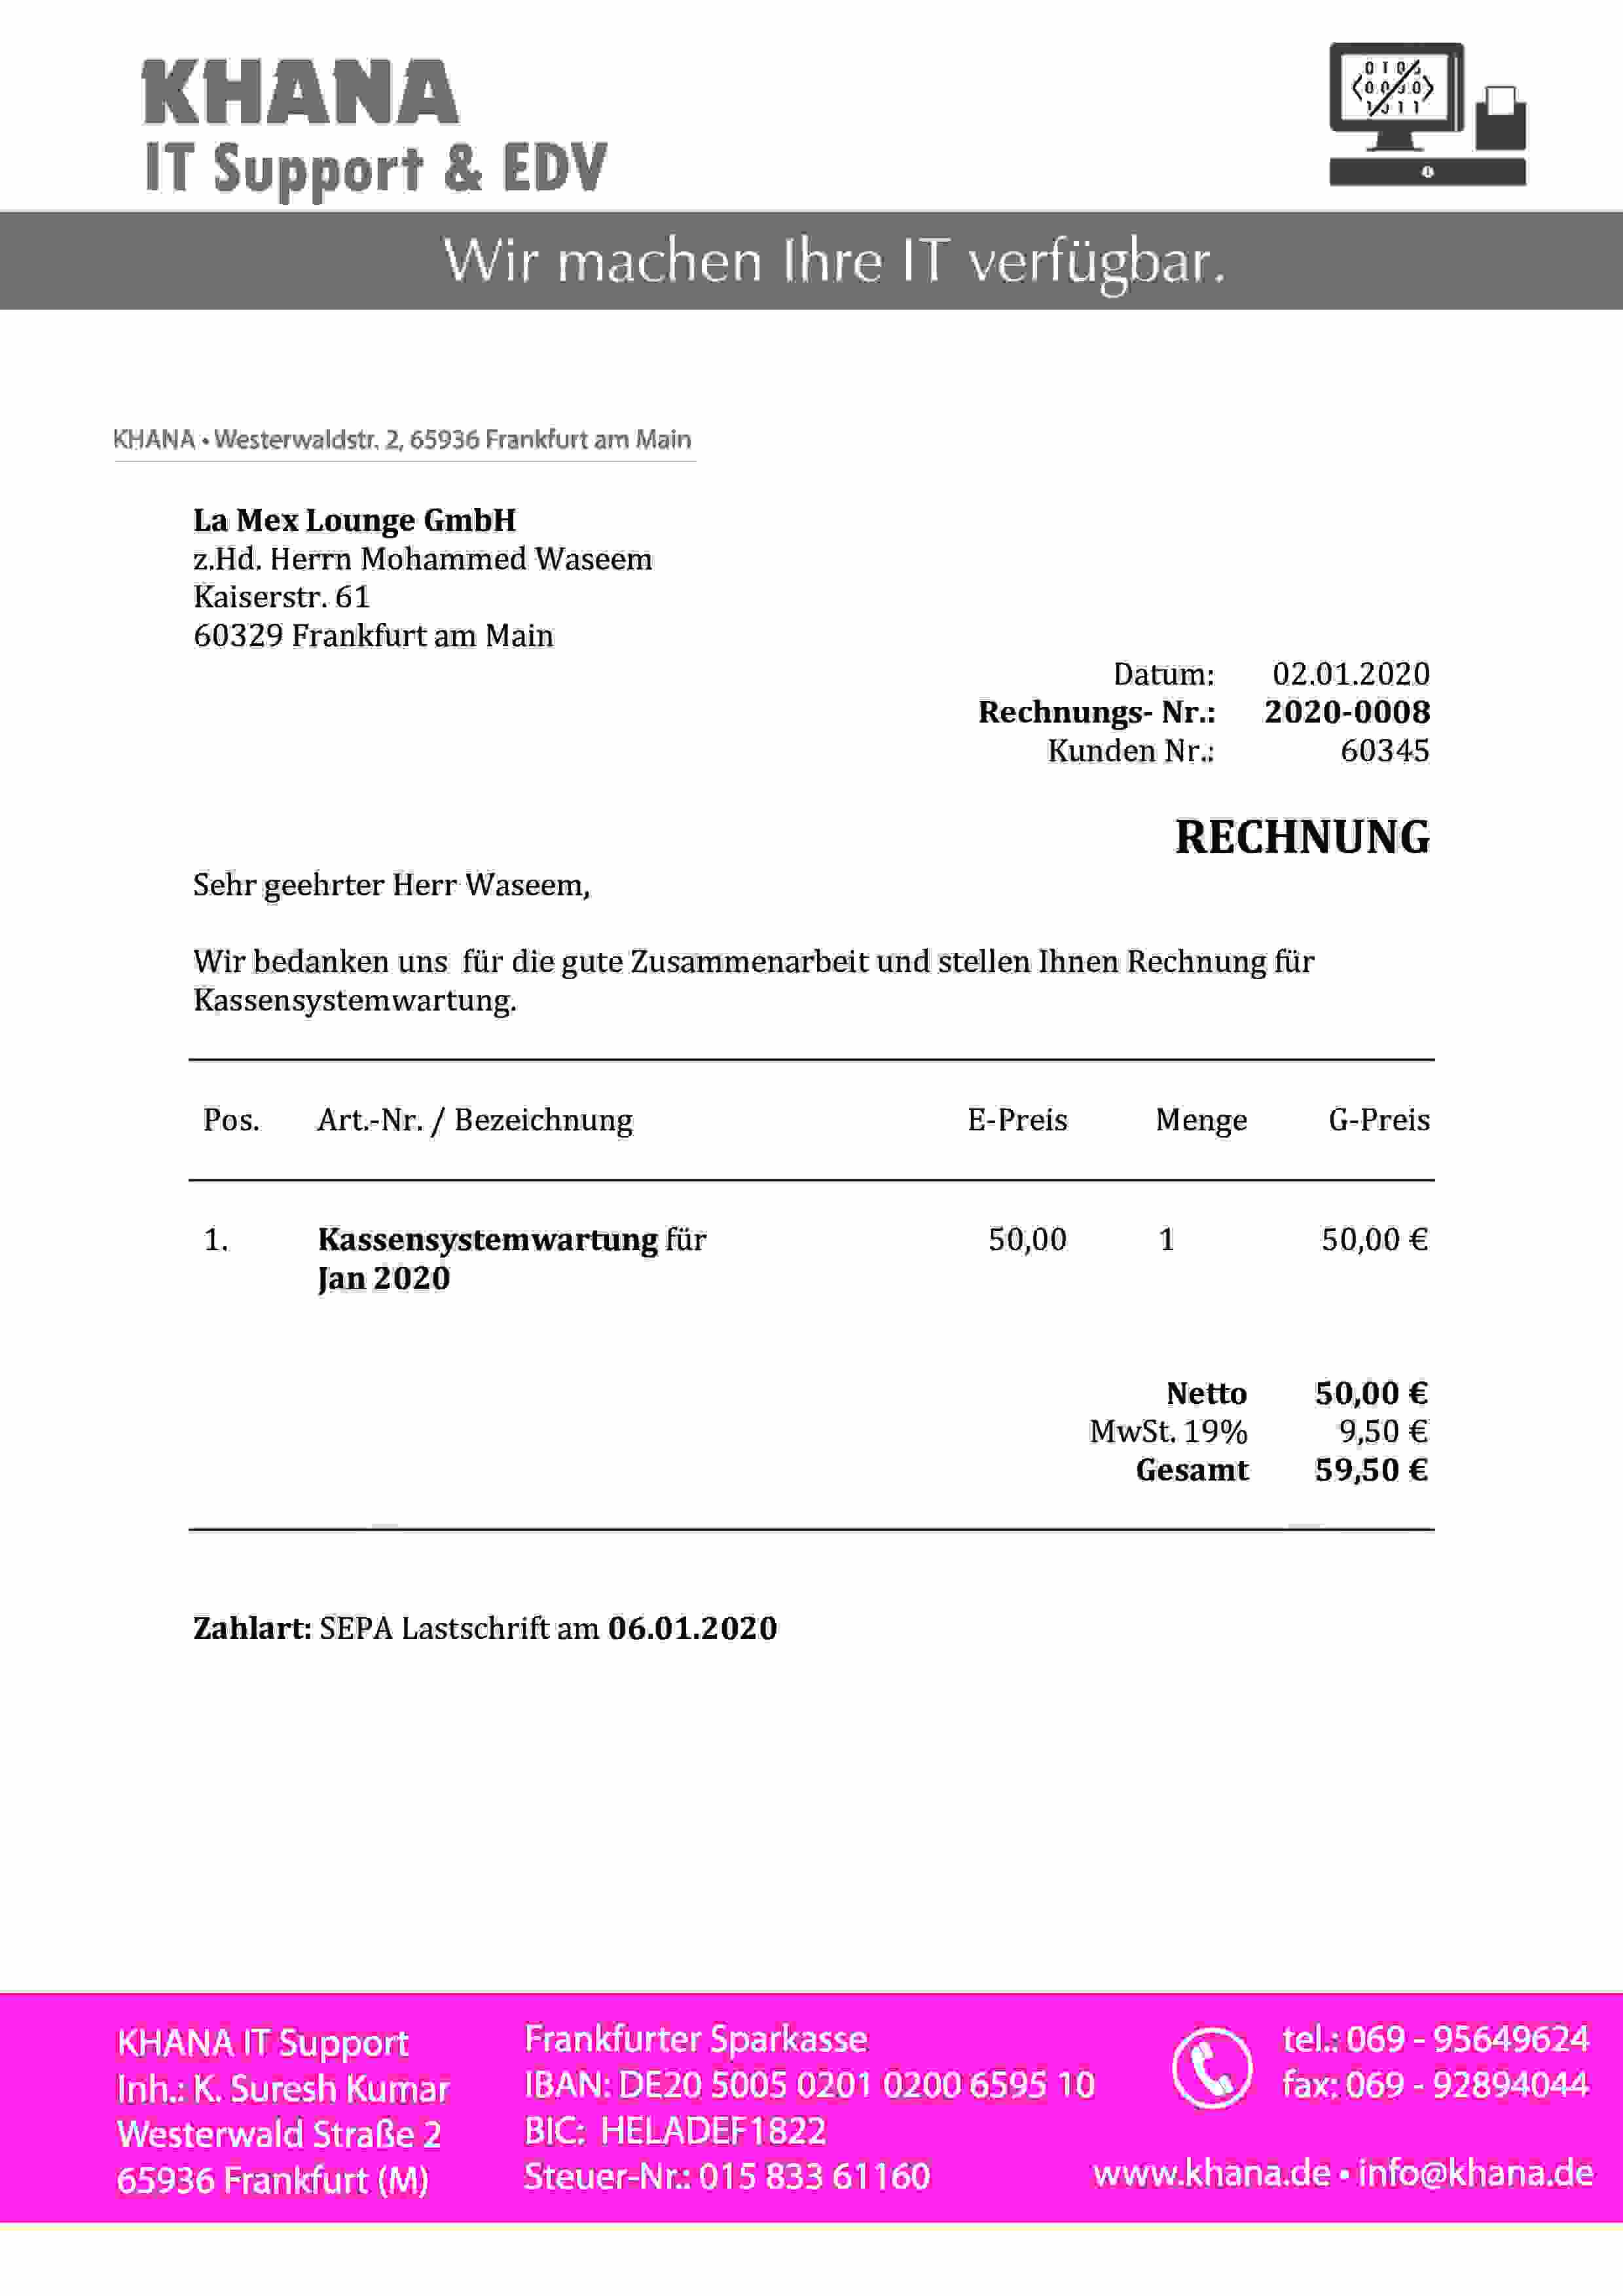 KHANA
IT Support & EDV
Wir machen Ihre IT verfügbar.
KHANA • Westerwaldstr. 2, 65936 Frankfurt am Main
La Mex Lounge GmbH
z.Hd. Herrn Mohammed Waseem
Kaiserstr. 61
60329 Frankfurt am Main
Datum: 02.01.2020
Rechnungs- Nr.: 2020-0008
Kunden Nr.: 60345
RECHNUNG
Sehr geehrter Herr Waseem,
Wir bedanken uns für die gute Zusammenarbeit und stellen Ihnen Rechnung für
Kassensystemwartung.
Pos. Art.-Nr. / Bezeichnung E-Preis Menge G-Preis
1. Kassensystemwartung für 50,00 1 50,00 €
Jan 2020
Netto 50,00 €
MwSt. 19% 9,50 €
Gesamt 59,50 €
Zahlart: SEPA Lastschrift am 06.01.2020
KHANA IT Support
Inh.: K. Suresh Kumar
Westerwald Straße 2
65936 Frankfurt (M)
Frankfurter Sparkasse
IBAN: DE20 5005 0201 0200 6595 10
BIC: HELADEF1822
Steuer-Nr.: 015 833 61160
tel.: 069 - 95649624
fax: 069 - 92894044
www.khana.de • info@khana.de